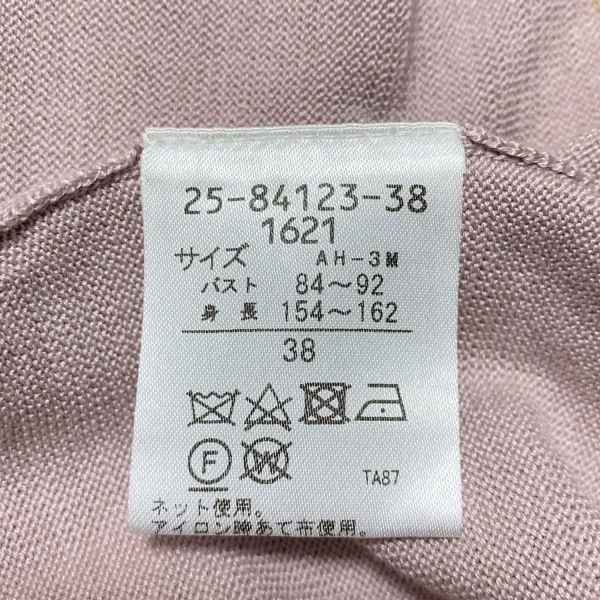 25-84123-38
1621
サイズ AH-3M
バスト 84～92
身長 154～162
38
F W
TA87
ネット使用。
アイロン時あて布使用。